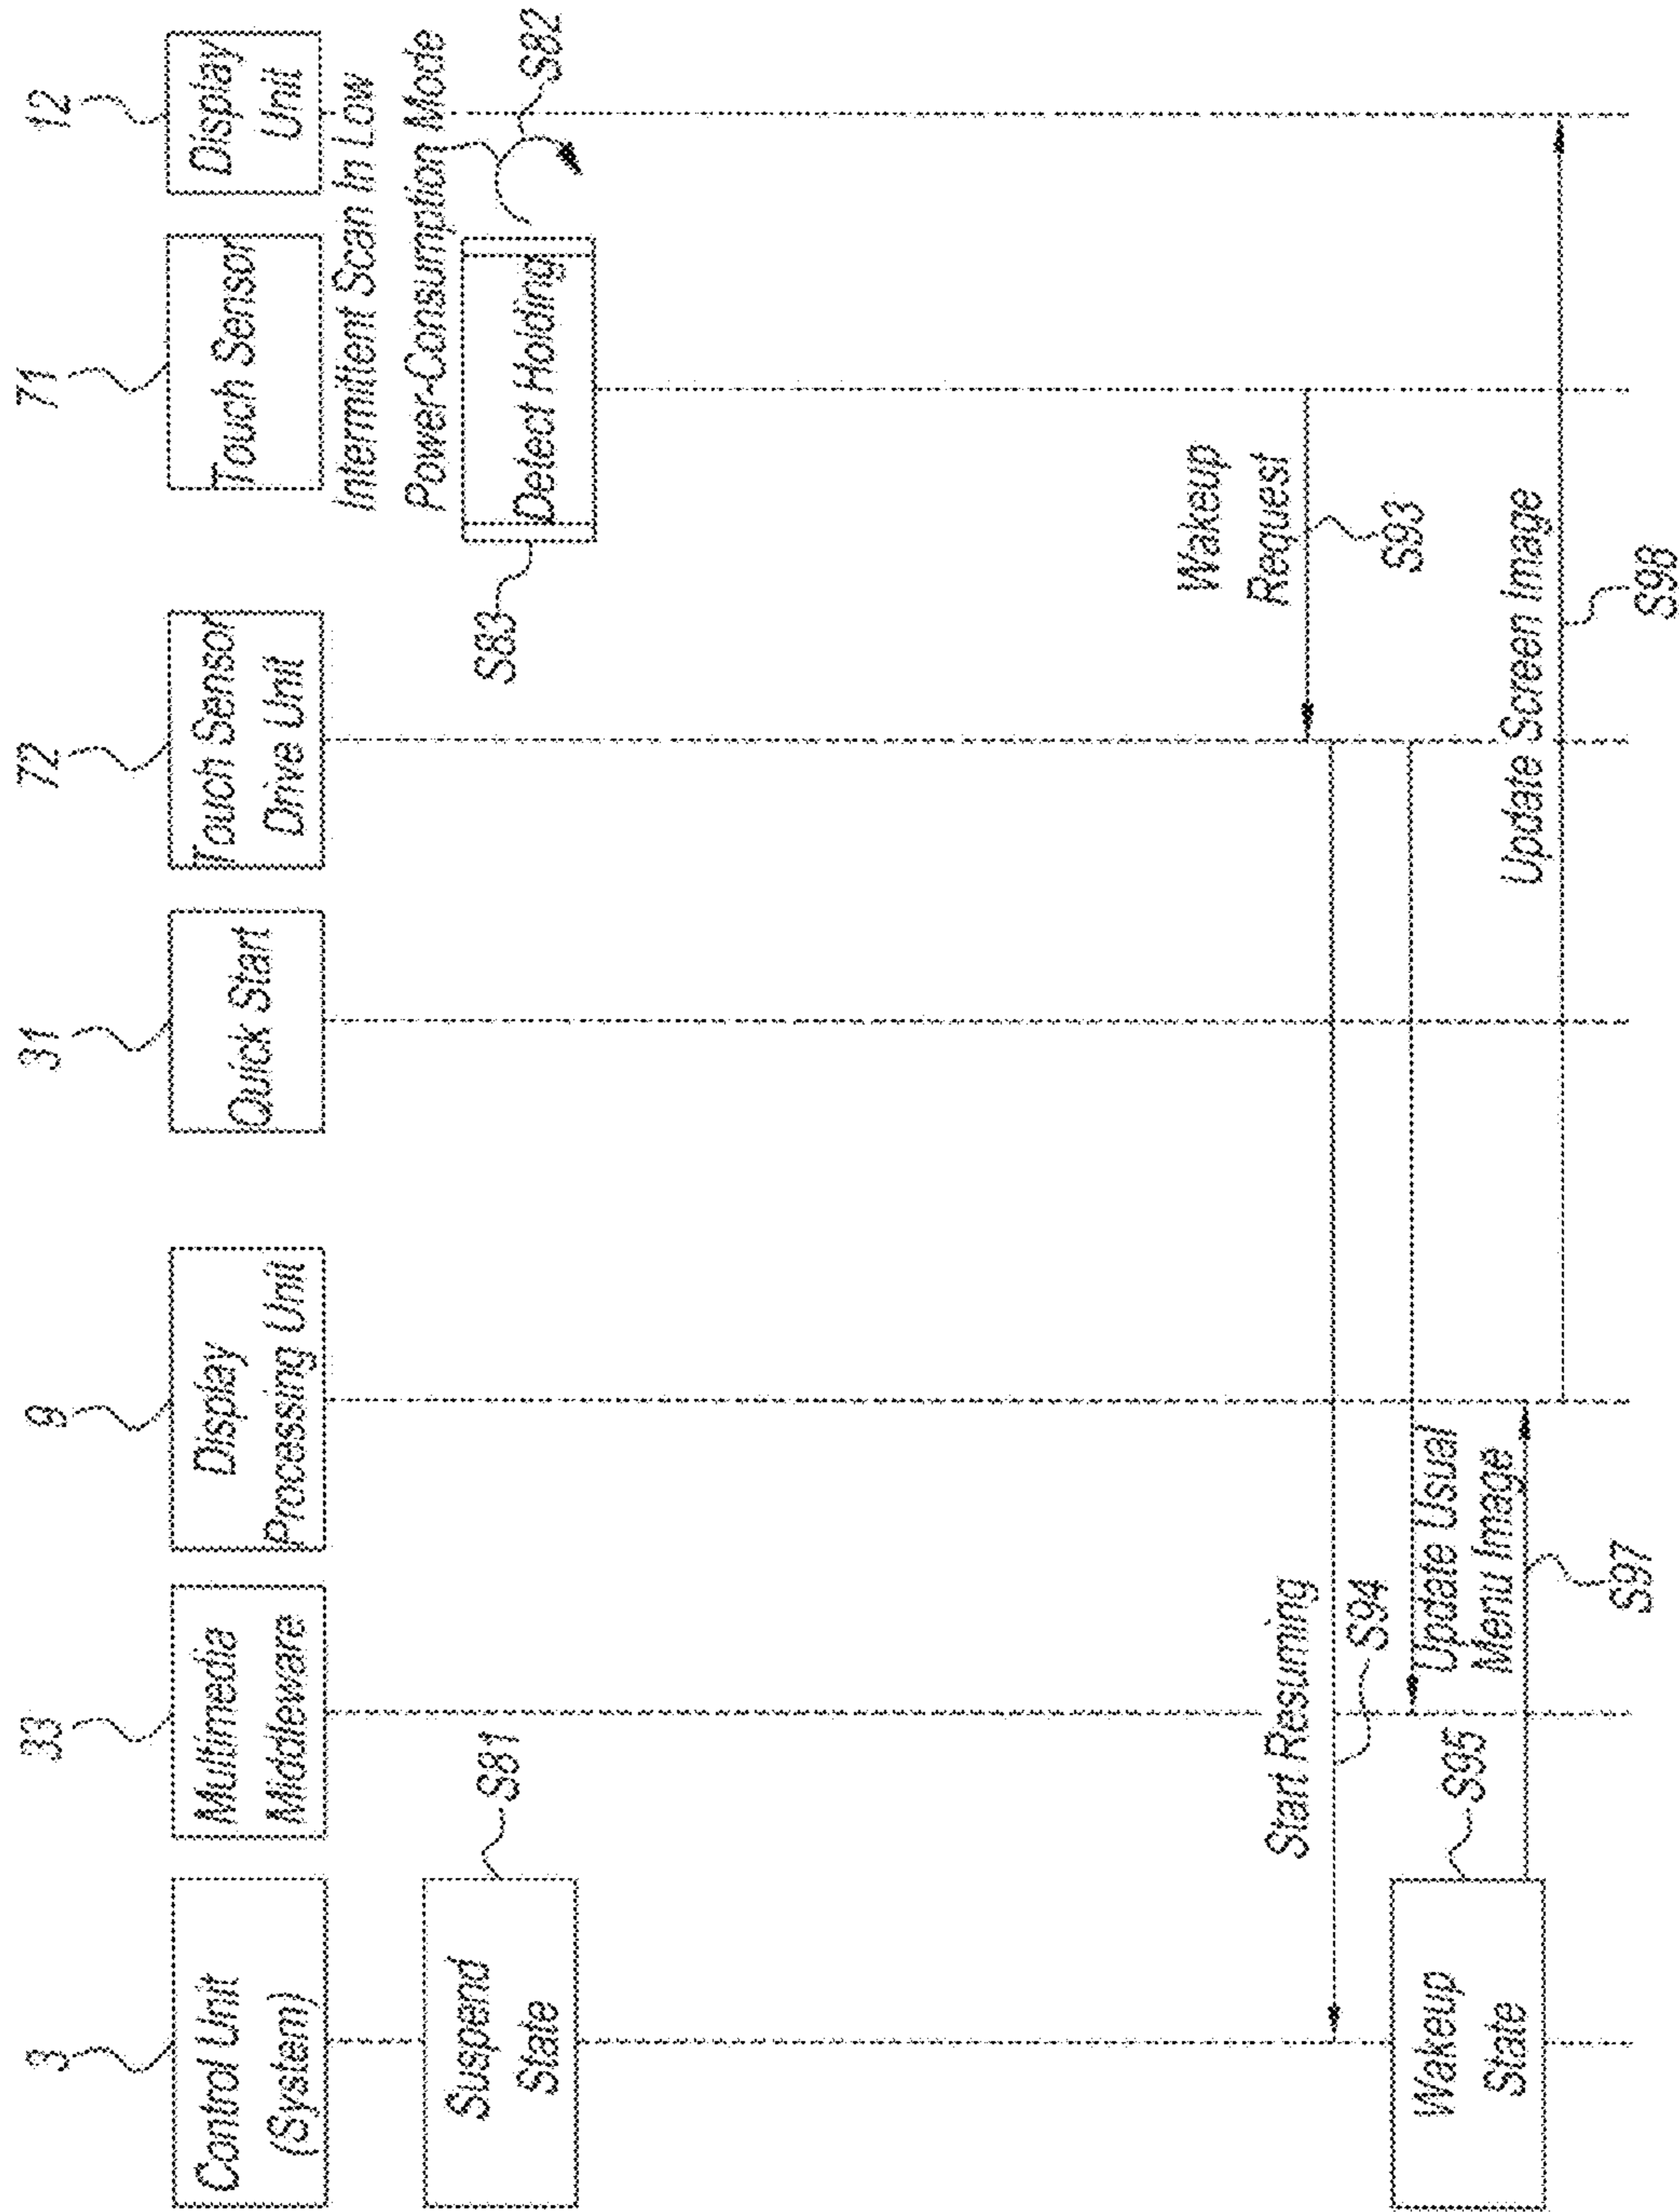 3
33
9
31
72
71
12
Control Unit
(System)
Multimedia
Middleware
Display
Processing Unit
Quick Start
Touch Sensor
Drive Unit
Touch Sensor
Display
Unit
Intermittent Scan In Low
Power-Consumption Mode
S82
Suspend
State
S81
S83
Detect Holding
Wakeup
Request
S93
Start Resuming
S94
Wakeup
State
S95
Update Usual
Menu Image
S97
Update Screen Image
S98